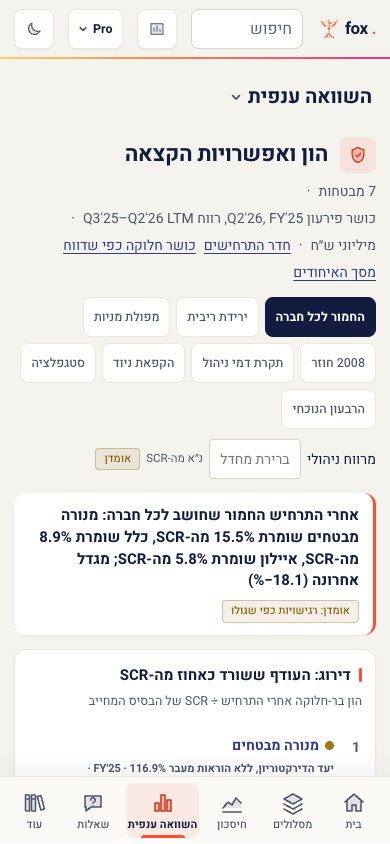 fox.
חיפוש
Pro
השוואה ענפית
הון ואפשרויות הקצאה
7 מבטחות ·
כושר פירעון Q2'26, FY'25, רווח Q3'25–Q2'26 LTM ·
מיליוני ש״ח · חדר התרחישים כושר חלוקה כפי שדווח
מסך האיחודים
החמור לכל חברה
ירידת ריבית
מפולת מניות
2008 חוזר
תקרת דמי ניהול
הקפאת ניוד
סטגפלציה
הרבעון הנוכחי
מרווח ניהולי ברירת מחדל נ״א מה-SCR אומדן
אחרי התרחיש החמור שחושב לכל חברה: מנורה
מבטחים שומרת 15.5% מה-SCR, כלל שומרת 8.9%
מה-SCR, איילון שומרת 5.8% מה-SCR; מגדל
אחרונה (18.1−%)
אומדן: רגישויות כפי שגולו
דירוג: העודף ששורד כאחוז מה-SCR
הון בר-חלוקה אחרי התרחיש ÷ SCR של הבסיס המחייב
1 מנורה מבטחים
יעד הדירקטוריון, ללא הוראות מעבר 116.9% · FY'25 ·
בית
מסלולים
חיסכון
השוואה ענפית
שאלות
עוד